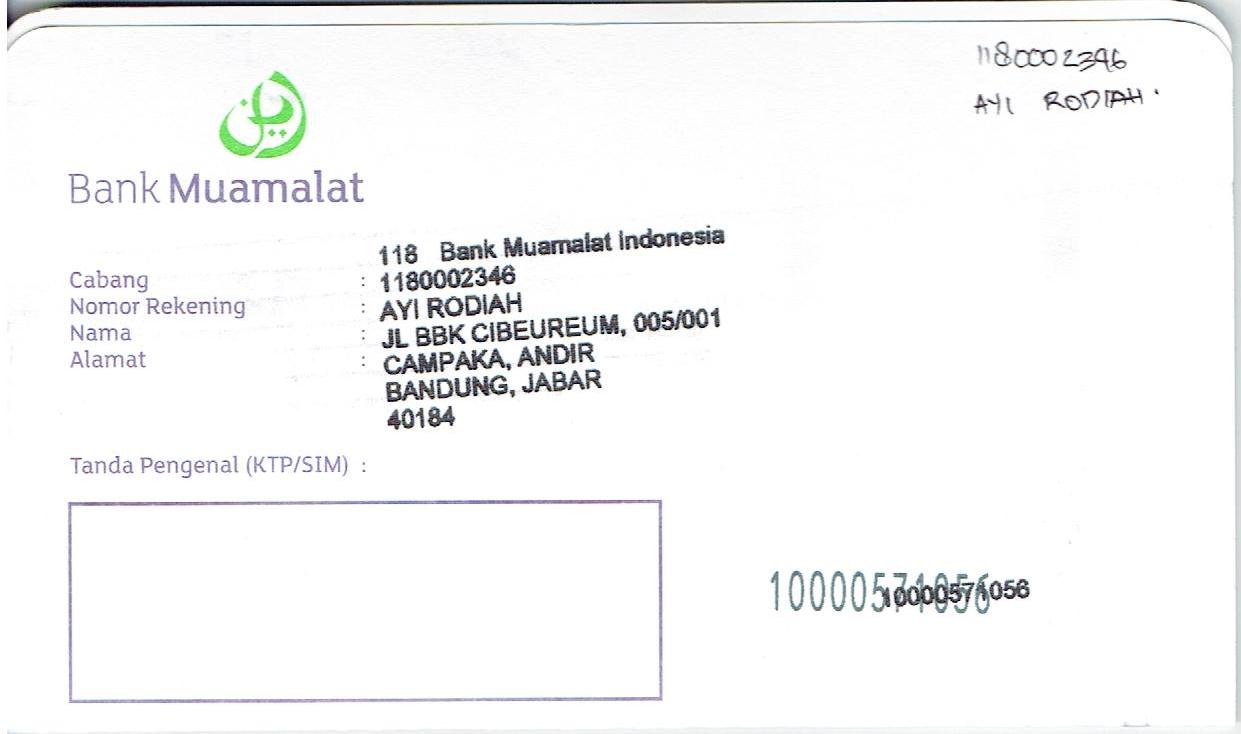 1180002346
AYI RODIAH.
Bank Muamalat
118 Bank Muamalat Indonesia
Cabang : 1180002346
Nomor Rekening : AYI RODIAH
Nama : JL BBK CIBEUREUM, 005/001
Alamat : CAMPAKA, ANDIR
BANDUNG, JABAR
40184
Tanda Pengenal (KTP/SIM) :
10000571056 10000571056